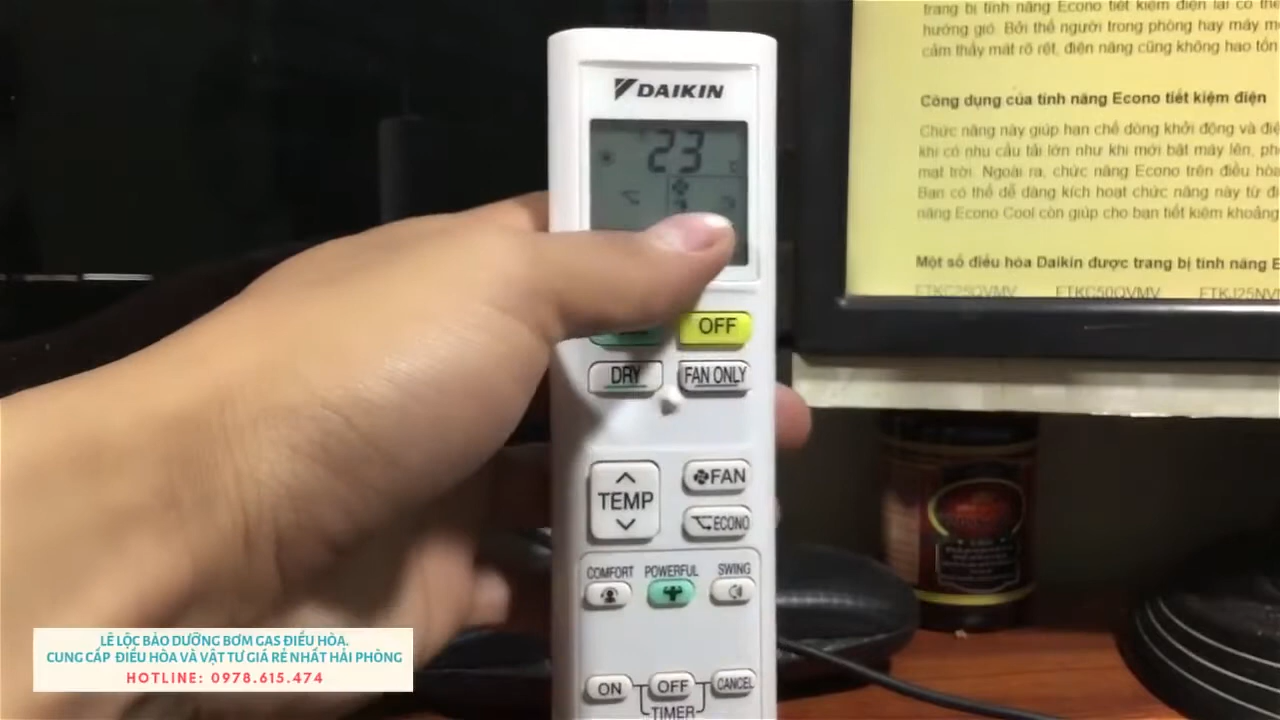 DAIKIN
23
°C
OFF
DRY
FAN ONLY
TEMP
FAN
ECONO
COMFORT
POWERFUL
SWING
ON
OFF
CANCEL
TIMER
trang bị tính năng Econo tiết kiệm điện lại có thể
hướng gió. Bởi thế người trong phòng hay máy
cảm thấy mát rõ rệt, điện năng cũng không hao tổn
Công dụng của tính năng Econo tiết kiệm điện
Chức năng này giúp hạn chế dòng khởi động và
khi có nhu cầu tải lớn như khi mới bật máy lên,
mặt trời. Ngoài ra, chức năng Econo trên điều hòa
Bạn có thể dễ dàng kích hoạt chức năng này từ
năng Econo Cool còn giúp cho bạn tiết kiệm khoảng
Một số điều hòa Daikin được trang bị tính năng E
FTKC25QVMV FTKC50QVMV FTKJ25NV
LÊ LỘC BẢO DƯỠNG BƠM GAS ĐIỀU HÒA.
CUNG CẤP ĐIỀU HÒA VÀ VẬT TƯ GIÁ RẺ NHẤT HẢI PHÒNG
HOTLINE: 0978.615.474